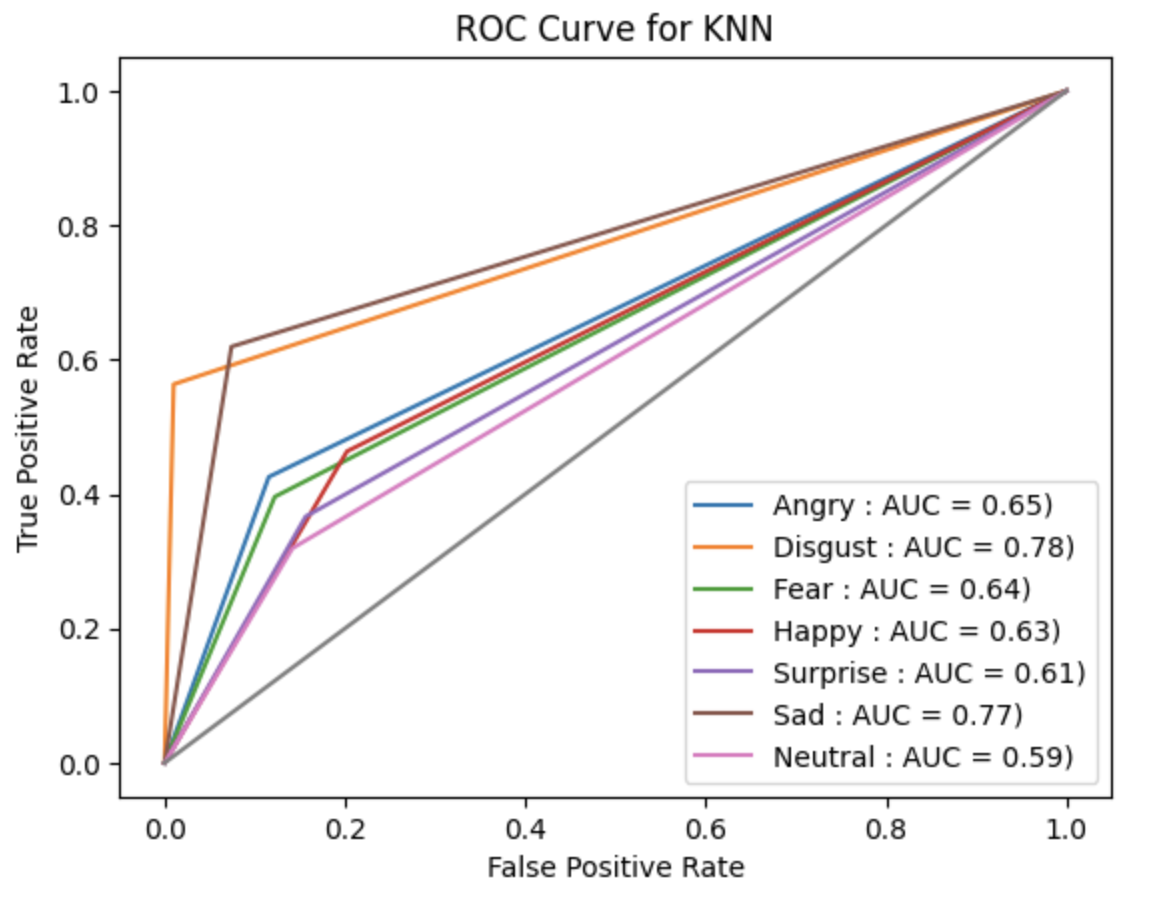 ROC Curve for KNN
True Positive Rate
1.0
0.8
0.6
0.4
0.2
0.0
Angry : AUC = 0.65)
Disgust : AUC = 0.78)
Fear : AUC = 0.64)
Happy : AUC = 0.63)
Surprise : AUC = 0.61)
Sad : AUC = 0.77)
Neutral : AUC = 0.59)
0.0 0.2 0.4 0.6 0.8 1.0
False Positive Rate